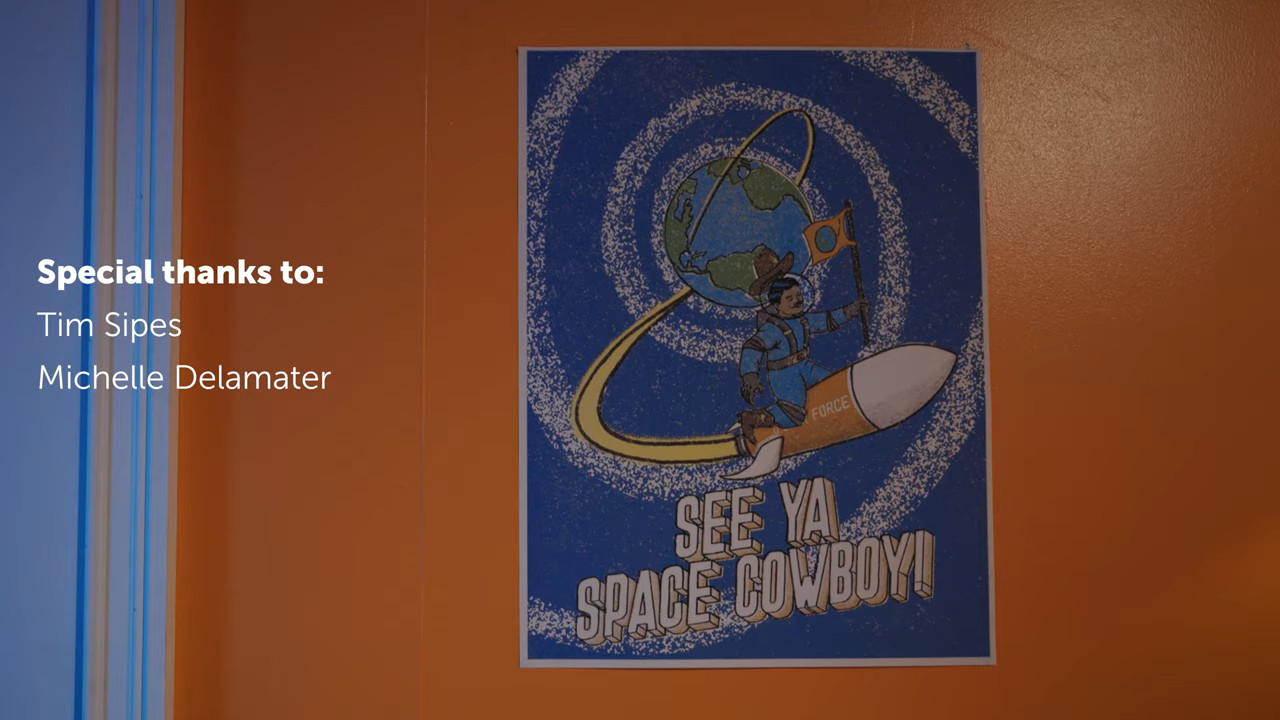 Special thanks to:
Tim Sipes
Michelle Delamater
FORCE
SEE YA
SPACE COWBOY!